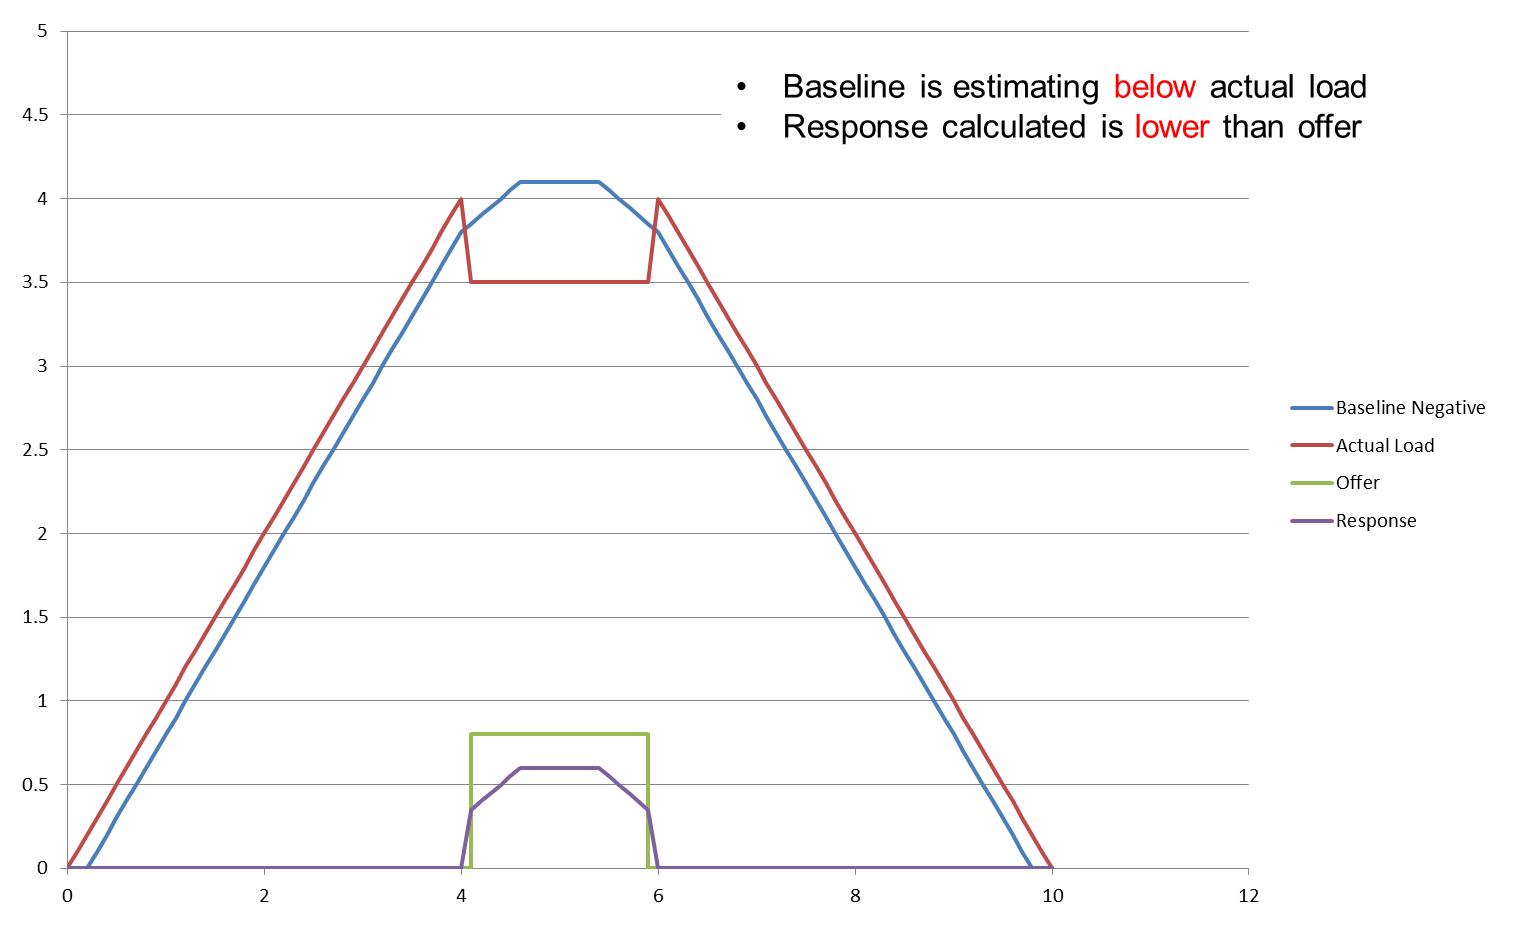 5
• Baseline is estimating below actual load
4.5
• Response calculated is lower than offer
4
3.5
3
2.5
2
1.5
1
0.5
0
0 2 4 6 8 10 12
Baseline Negative
Actual Load
Offer
Response